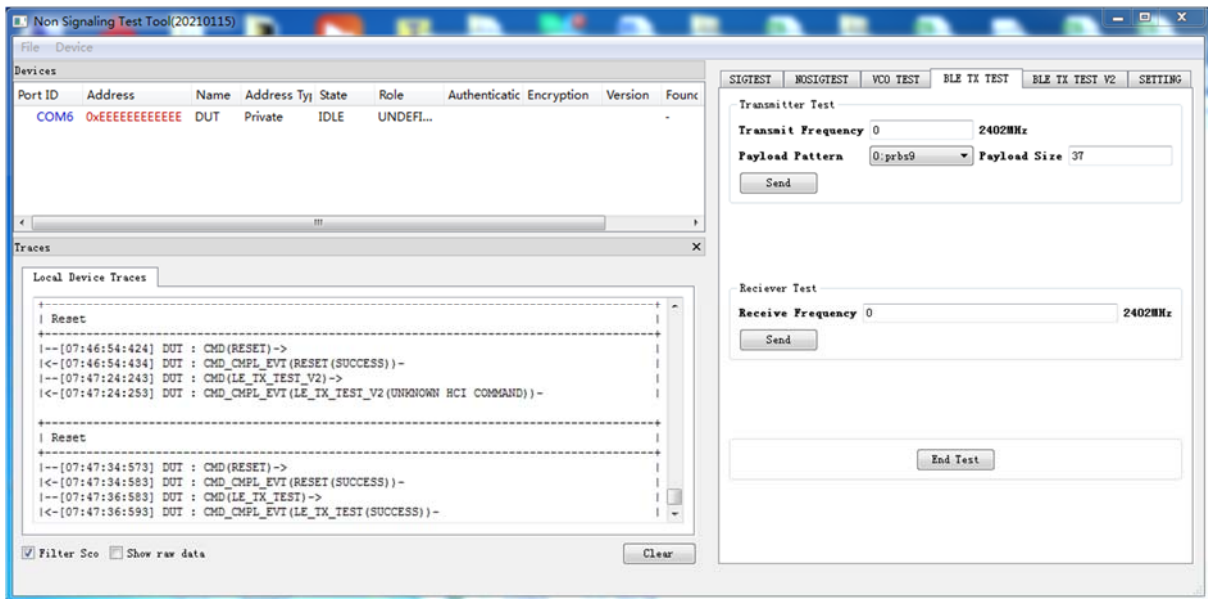 Non Signaling Test Tool(20210115)
File Device
Devices
Port ID Address Name Address Typ State Role Authenticatic Encryption Version Found
COM6 0xEEEEEEEEEEEE DUT Private IDLE UNDEFI... -
Traces
Local Device Traces
+------------------------------------------------------------+
| Reset |
+------------------------------------------------------------+
|--[07:46:54:424] DUT : CMD(RESET)->
|<-[07:46:54:434] DUT : CMD_CMPL_EVT(RESET(SUCCESS))-
|--[07:47:24:243] DUT : CMD(LE_TX_TEST_V2)->
|<-[07:47:24:253] DUT : CMD_CMPL_EVT(LE_TX_TEST_V2(UNKNOWN HCI COMMAND))-
+------------------------------------------------------------+
| Reset |
+------------------------------------------------------------+
|--[07:47:34:573] DUT : CMD(RESET)->
|<-[07:47:34:583] DUT : CMD_CMPL_EVT(RESET(SUCCESS))-
|--[07:47:36:583] DUT : CMD(LE_TX_TEST)->
|<-[07:47:36:593] DUT : CMD_CMPL_EVT(LE_TX_TEST(SUCCESS))-
Filter Sco Show raw data Clear
SIGTEST NOSIGTEST VCO TEST BLE TX TEST BLE TX TEST V2 SETTING
Transmitter Test
Transmit Frequency 0 2402MHz
Payload Pattern 0:prbs9 Payload Size 37
Send
Reciever Test
Receive Frequency 0 2402MHz
Send
End Test